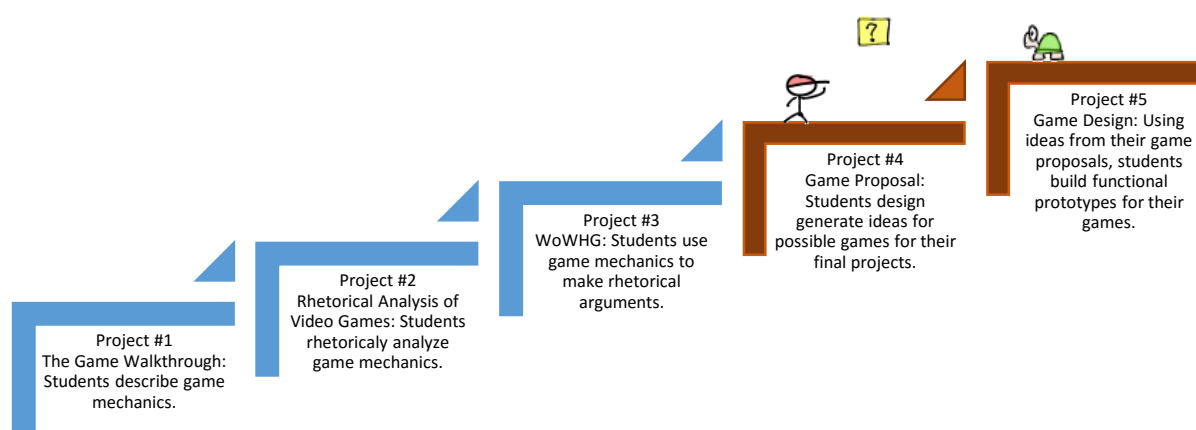 Project #1
The Game Walkthrough:
Students describe game
mechanics.
Project #2
Rhetorical Analysis of
Video Games: Students
rhetoricaly analyze
game mechanics.
Project #3
WoWHG: Students use
game mechanics to
make rhetorical
arguments.
?
Project #4
Game Proposal:
Students design
generate ideas for
possible games for their
final projects.
Project #5
Game Design: Using
ideas from their game
proposals, students
build functional
prototypes for their
games.